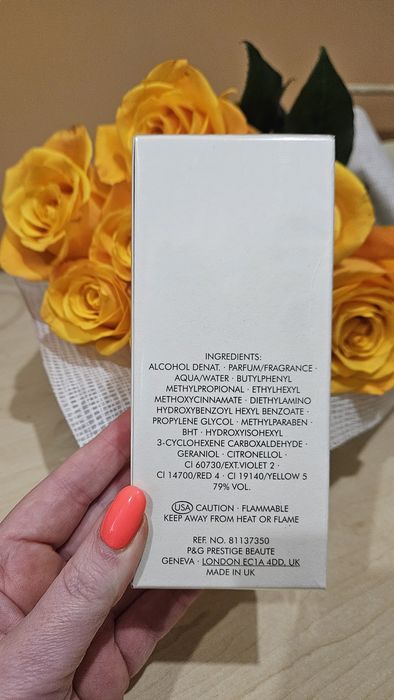 INGREDIENTS:
ALCOHOL DENAT. · PARFUM/FRAGRANCE ·
AQUA/WATER · BUTYLPHENYL
METHYLPROPIONAL · ETHYLHEXYL
METHOXYCINNAMATE · DIETHYLAMINO
HYDROXYBENZOYL HEXYL BENZOATE ·
PROPYLENE GLYCOL · METHYLPARABEN ·
BHT · HYDROXYISOHEXYL
3-CYCLOHEXENE CARBOXALDEHYDE ·
GERANIOL · CITRONELLOL ·
CI 60730/EXT.VIOLET 2 ·
CI 14700/RED 4 · CI 19140/YELLOW 5
79% VOL.
USA CAUTION · FLAMMABLE
KEEP AWAY FROM HEAT OR FLAME
REF. NO. 81137350
P&G PRESTIGE BEAUTE
GENEVA · LONDON EC1A 4DD, UK
MADE IN UK